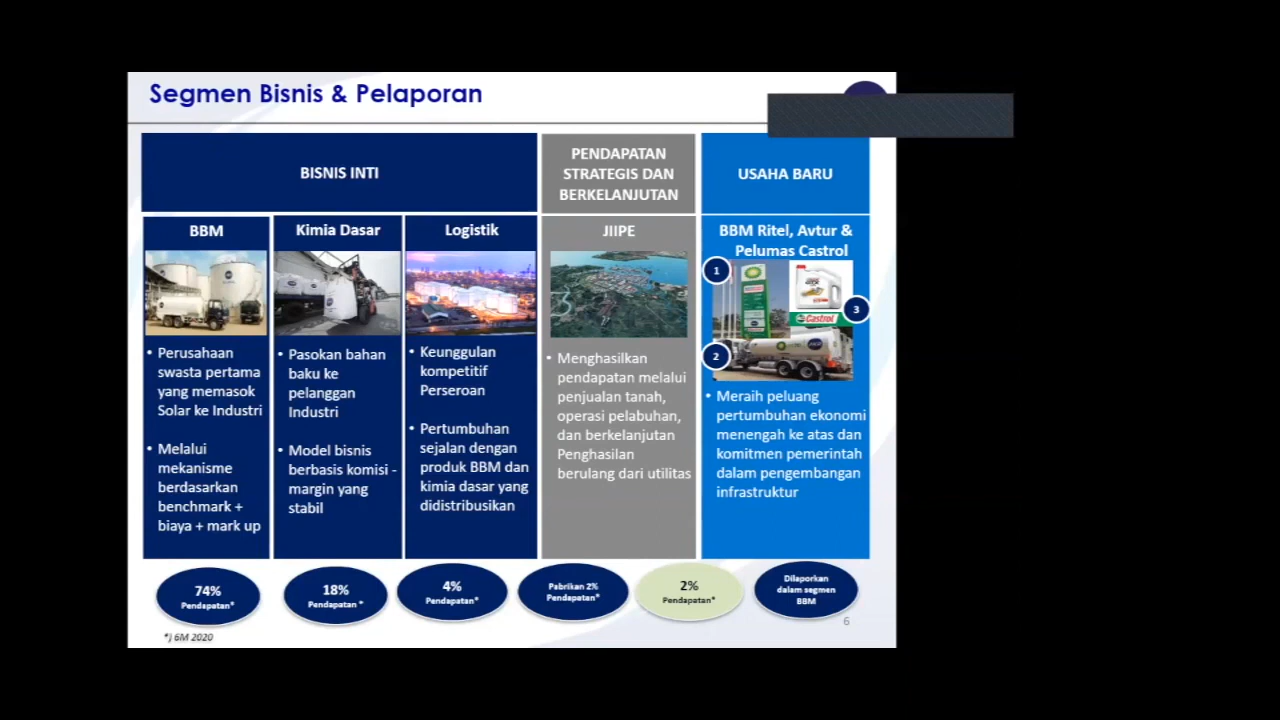 Segmen Bisnis & Pelaporan
BISNIS INTI
PENDAPATAN
STRATEGIS DAN
BERKELANJUTAN
USAHA BARU
BBM
• Perusahaan
swasta pertama
yang memasok
Solar ke Industri
• Melalui
mekanisme
berdasarkan
benchmark +
biaya + mark up
Kimia Dasar
• Pasokan bahan
baku ke
pelanggan
Industri
• Model bisnis
berbasis komisi -
margin yang
stabil
Logistik
• Keunggulan
kompetitif
Perseroan
• Pertumbuhan
sejalan dengan
produk BBM dan
kimia dasar yang
didistribusikan
JIIPE
• Menghasilkan
pendapatan melalui
penjualan tanah,
operasi pelabuhan,
dan berkelanjutan
Penghasilan
berulang dari utilitas
BBM Ritel, Avtur &
Pelumas Castrol
1
bp
Castrol
3
2
• Meraih peluang
pertumbuhan ekonomi
menengah ke atas dan
komitmen pemerintah
dalam pengembangan
infrastruktur
74%
Pendapatan*
18%
Pendapatan *
4%
Pendapatan*
Pabrikan 2%
Pendapatan*
2%
Pendapatan*
Dilaporkan
dalam segmen
BBM
*) 6M 2020
6